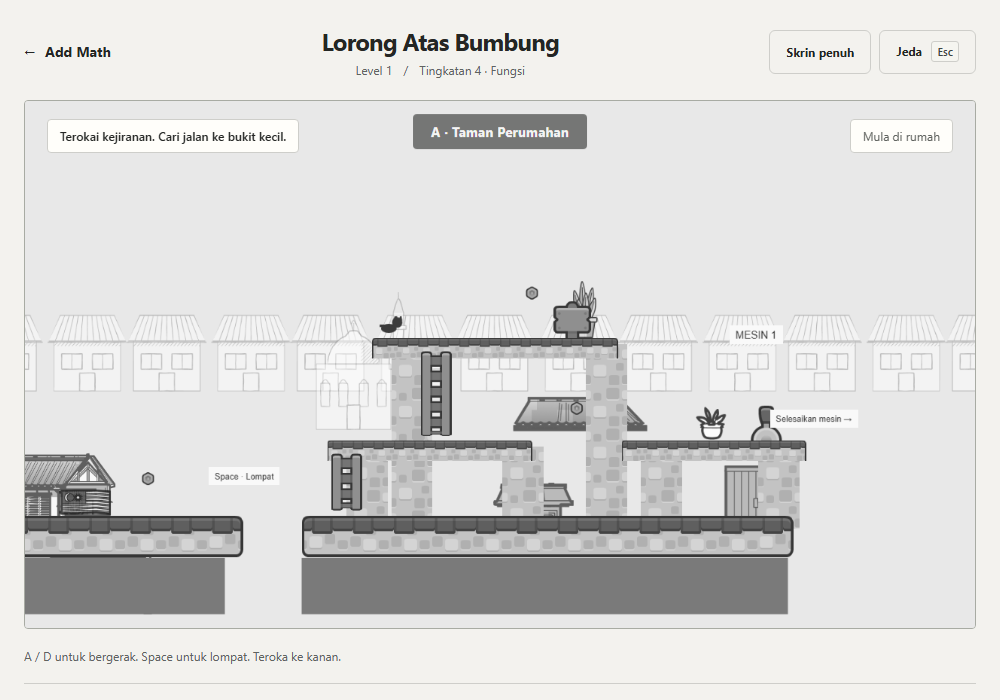 ← Add Math
Lorong Atas Bumbung
Level 1 / Tingkatan 4 · Fungsi
Skrin penuh
Jeda Esc
Terokai kejiranan. Cari jalan ke bukit kecil.
A · Taman Perumahan
Mula di rumah
MESIN 1
Selesaikan mesin →
Space · Lompat
A / D untuk bergerak. Space untuk lompat. Teroka ke kanan.